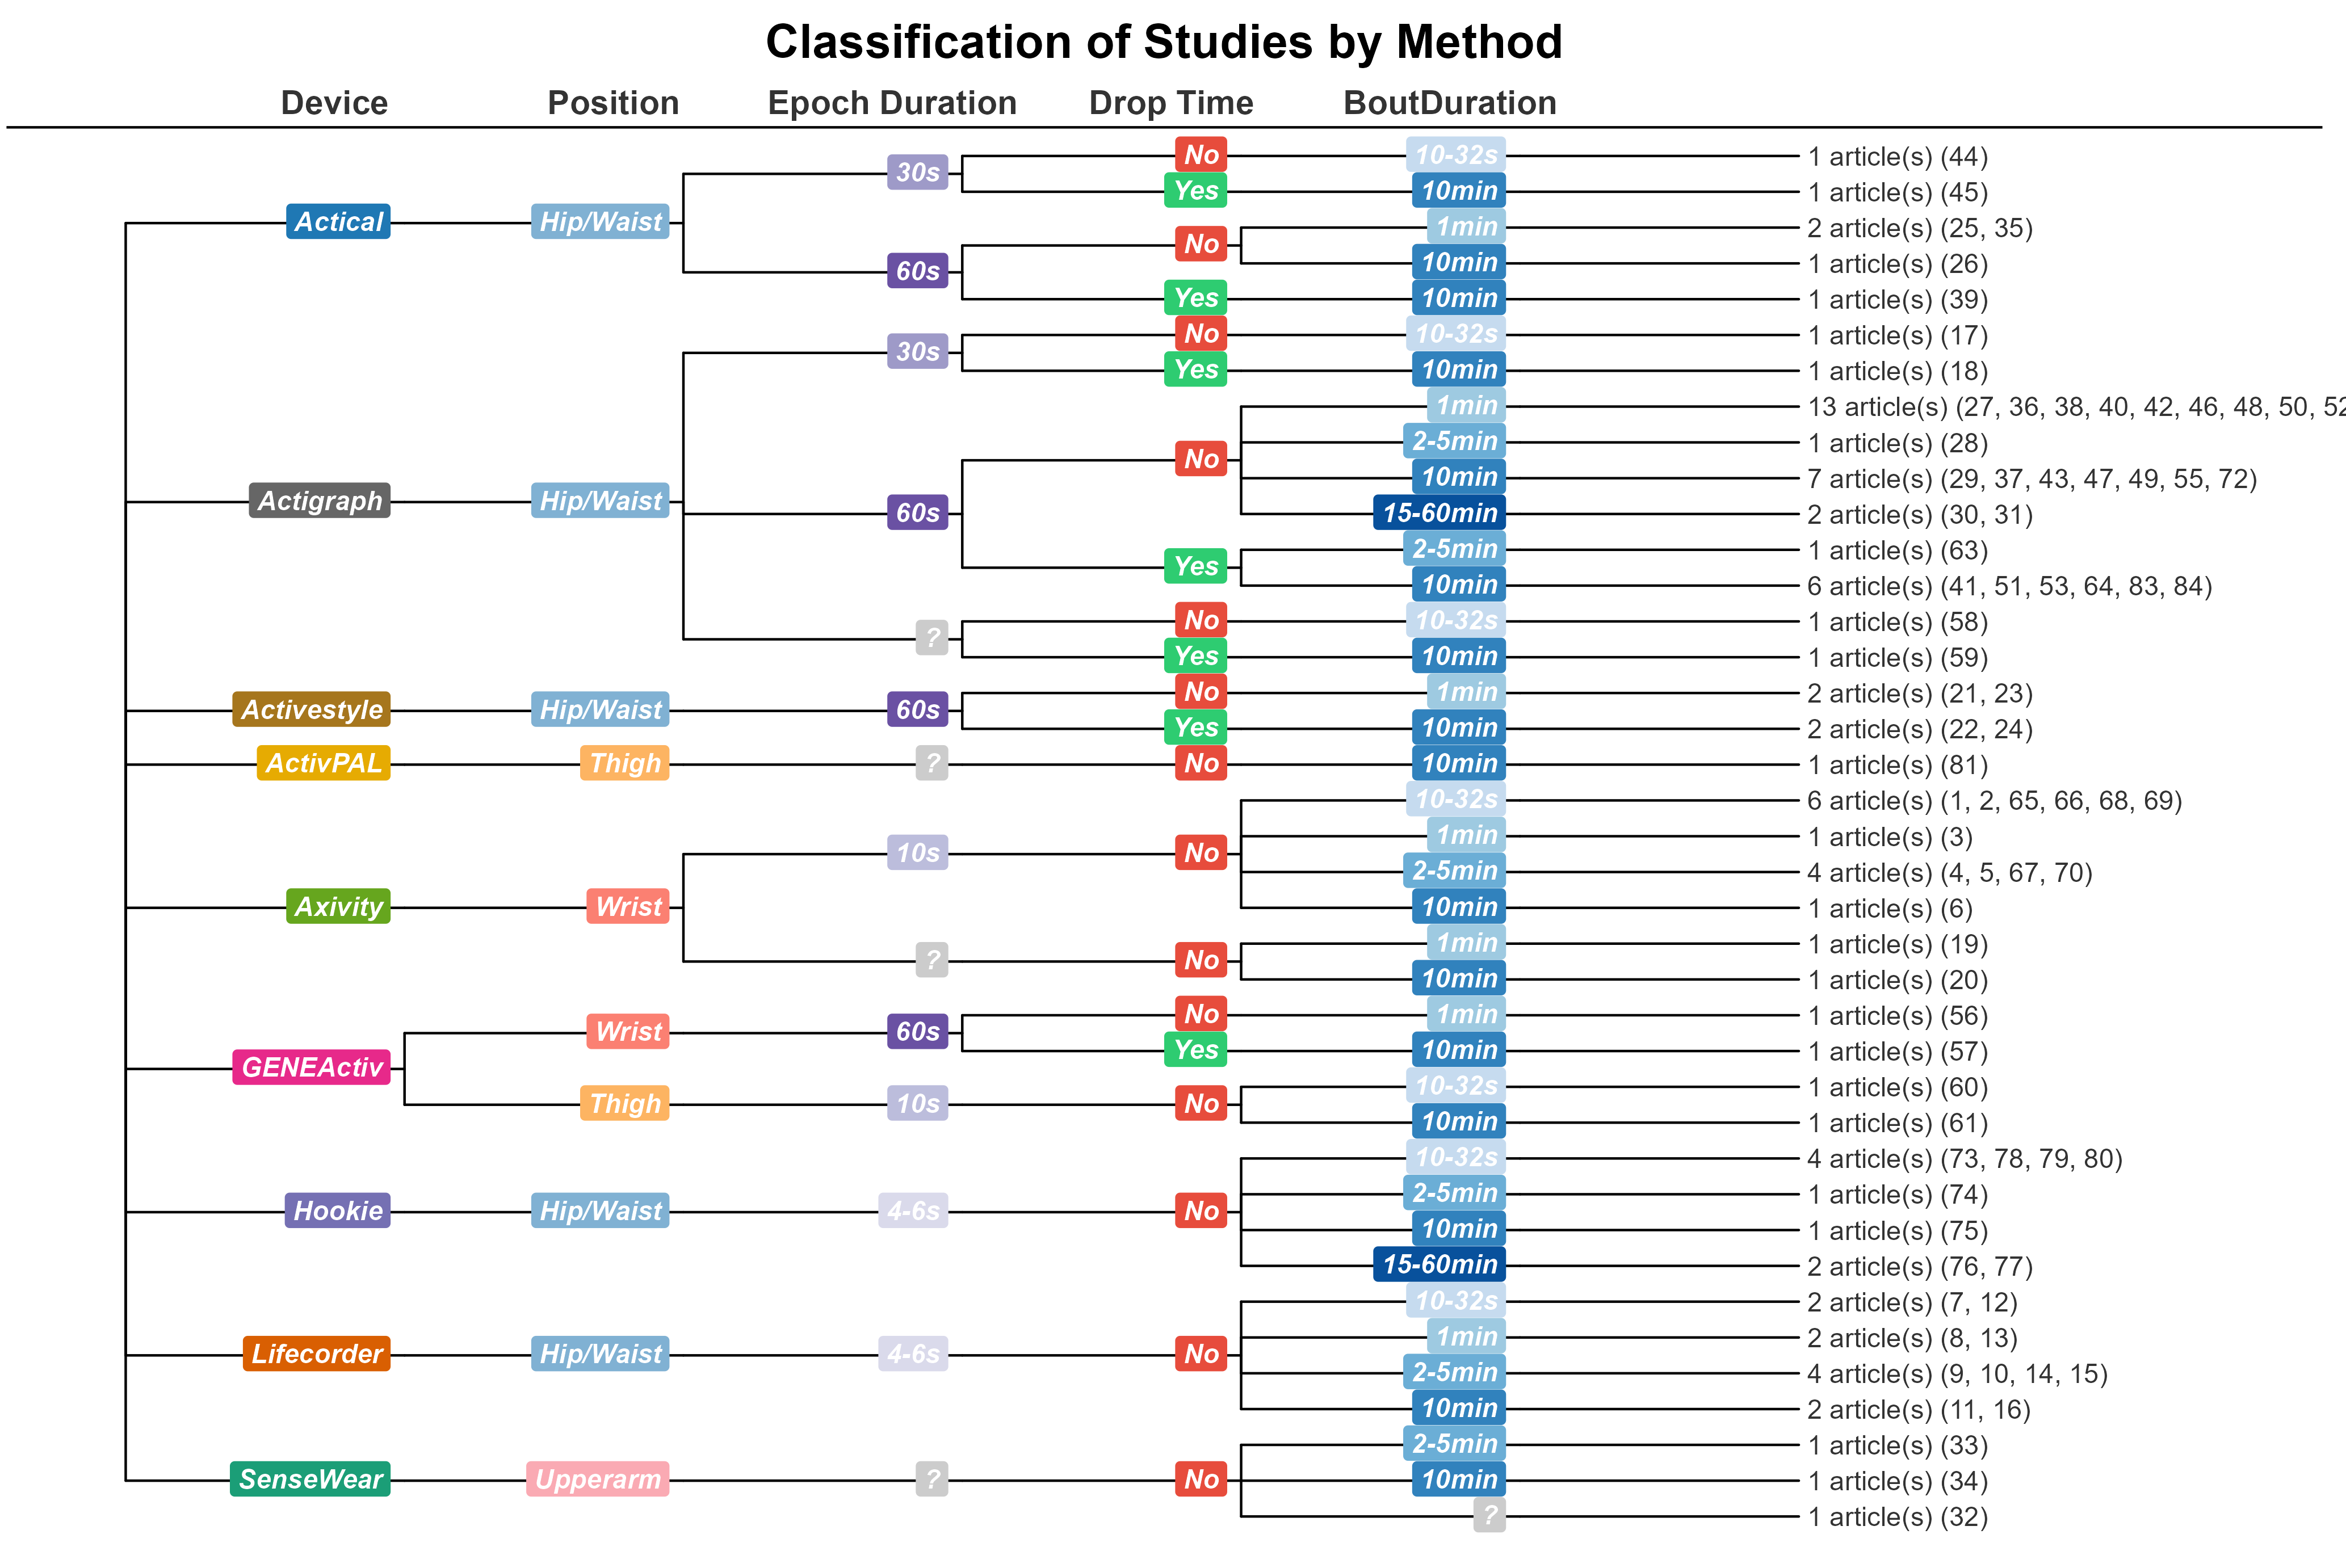 Classification of Studies by Method
Device Position Epoch Duration Drop Time BoutDuration
30s No 10-32s 1 article(s) (44)
Yes 10min 1 article(s) (45)
Actical Hip/Waist
No 1min 2 article(s) (25, 35)
60s 10min 1 article(s) (26)
Yes 10min 1 article(s) (39)
30s No 10-32s 1 article(s) (17)
Yes 10min 1 article(s) (18)
1min 13 article(s) (27, 36, 38, 40, 42, 46, 48, 50, 52
No 2-5min 1 article(s) (28)
10min 7 article(s) (29, 37, 43, 47, 49, 55, 72)
Actigraph Hip/Waist 60s 15-60min 2 article(s) (30, 31)
Yes 2-5min 1 article(s) (63)
10min 6 article(s) (41, 51, 53, 64, 83, 84)
? No 10-32s 1 article(s) (58)
Yes 10min 1 article(s) (59)
Activestyle Hip/Waist 60s No 1min 2 article(s) (21, 23)
Yes 10min 2 article(s) (22, 24)
ActivPAL Thigh ? No 10min 1 article(s) (81)
10-32s 6 article(s) (1, 2, 65, 66, 68, 69)
10s No 1min 1 article(s) (3)
2-5min 4 article(s) (4, 5, 67, 70)
Axivity Wrist 10min 1 article(s) (6)
? No 1min 1 article(s) (19)
10min 1 article(s) (20)
Wrist 60s No 1min 1 article(s) (56)
Yes 10min 1 article(s) (57)
GENEActiv
Thigh 10s No 10-32s 1 article(s) (60)
10min 1 article(s) (61)
10-32s 4 article(s) (73, 78, 79, 80)
Hookie Hip/Waist 4-6s No 2-5min 1 article(s) (74)
10min 1 article(s) (75)
15-60min 2 article(s) (76, 77)
10-32s 2 article(s) (7, 12)
Lifecorder Hip/Waist 4-6s No 1min 2 article(s) (8, 13)
2-5min 4 article(s) (9, 10, 14, 15)
10min 2 article(s) (11, 16)
2-5min 1 article(s) (33)
SenseWear Upperarm ? No 10min 1 article(s) (34)
? 1 article(s) (32)